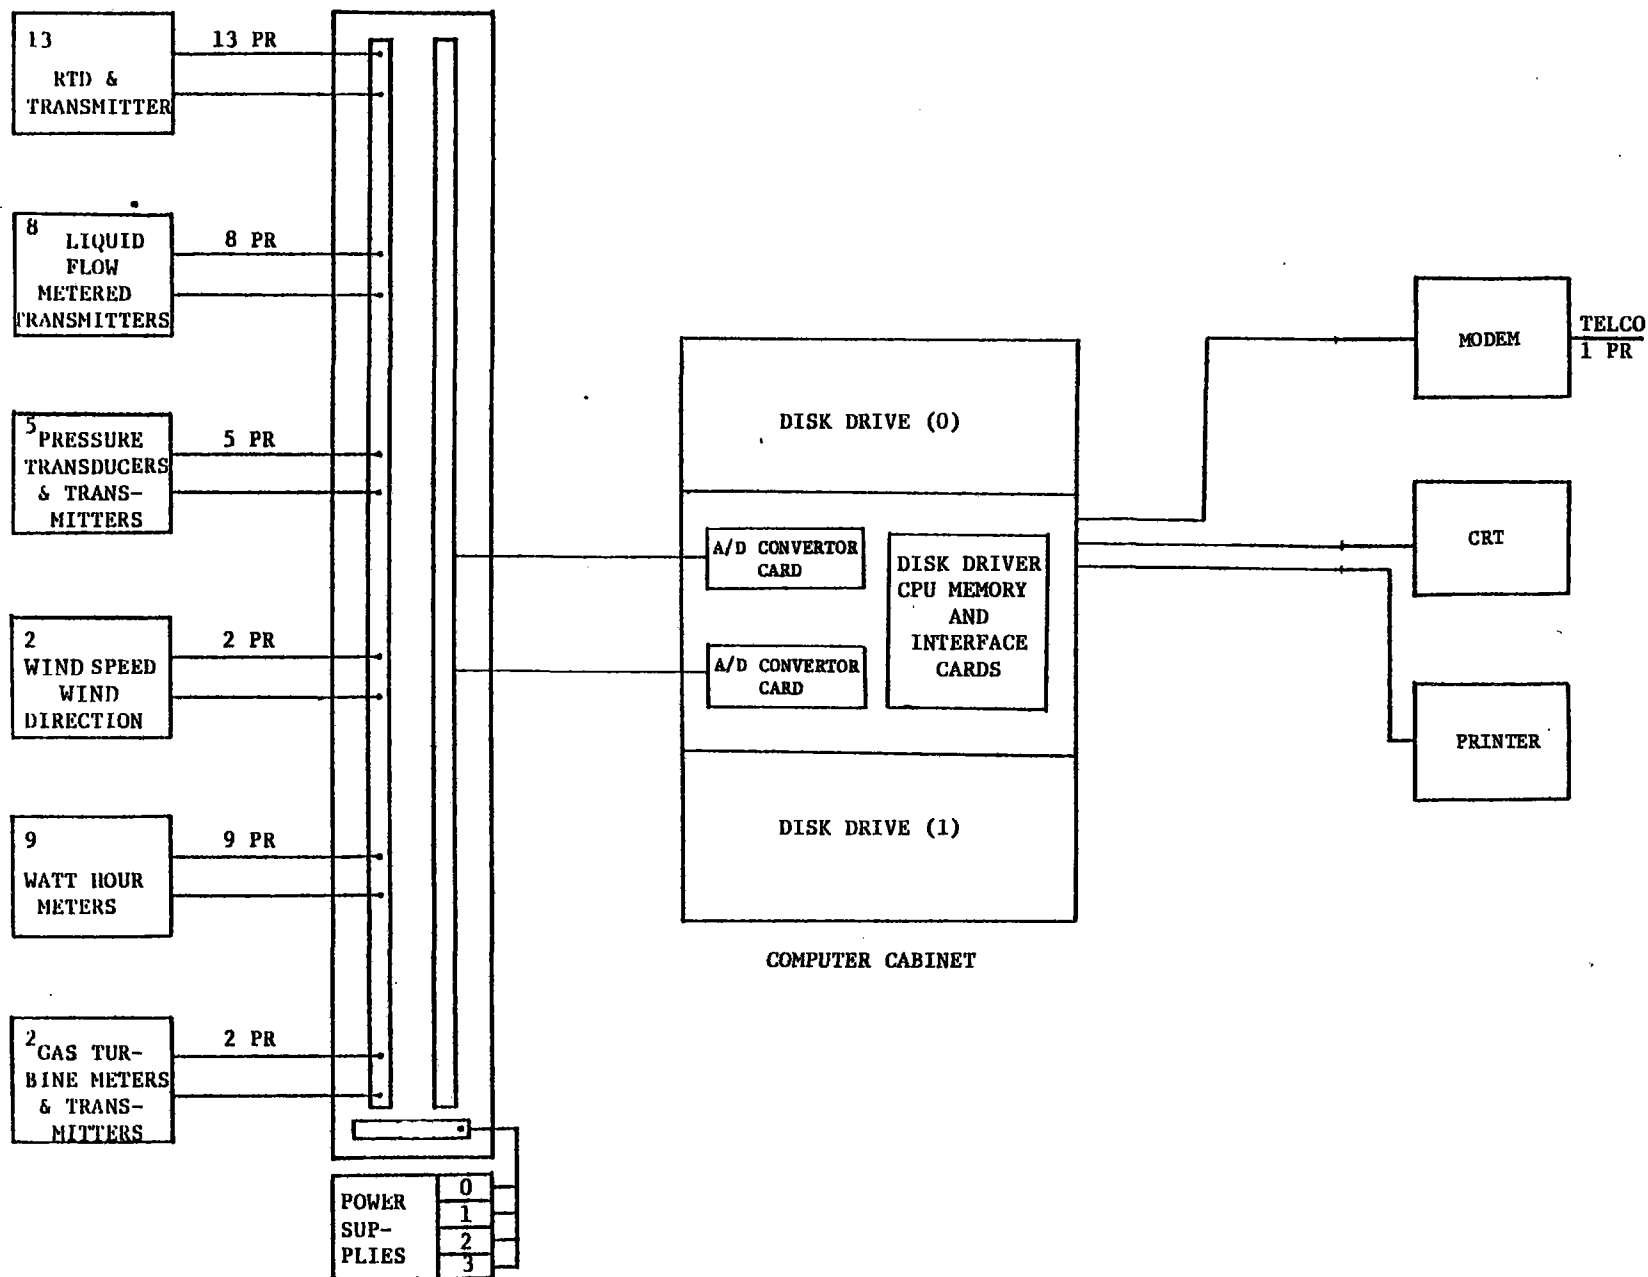 13
RTD &
TRANSMITTER
13 PR
8
LIQUID
FLOW
METERED
TRANSMITTERS
8 PR
5
PRESSURE
TRANSDUCERS
& TRANS-
MITTERS
5 PR
2
WIND SPEED
WIND
DIRECTION
2 PR
9
WATT HOUR
METERS
9 PR
2
GAS TUR-
BINE METERS
& TRANS-
MITTERS
2 PR
POWER
SUP-
PLIES
0
1
2
3
DISK DRIVE (0)
A/D CONVERTOR
CARD
A/D CONVERTOR
CARD
DISK DRIVER
CPU MEMORY
AND
INTERFACE
CARDS
DISK DRIVE (1)
COMPUTER CABINET
MODEM
TELCO
1 PR
CRT
PRINTER